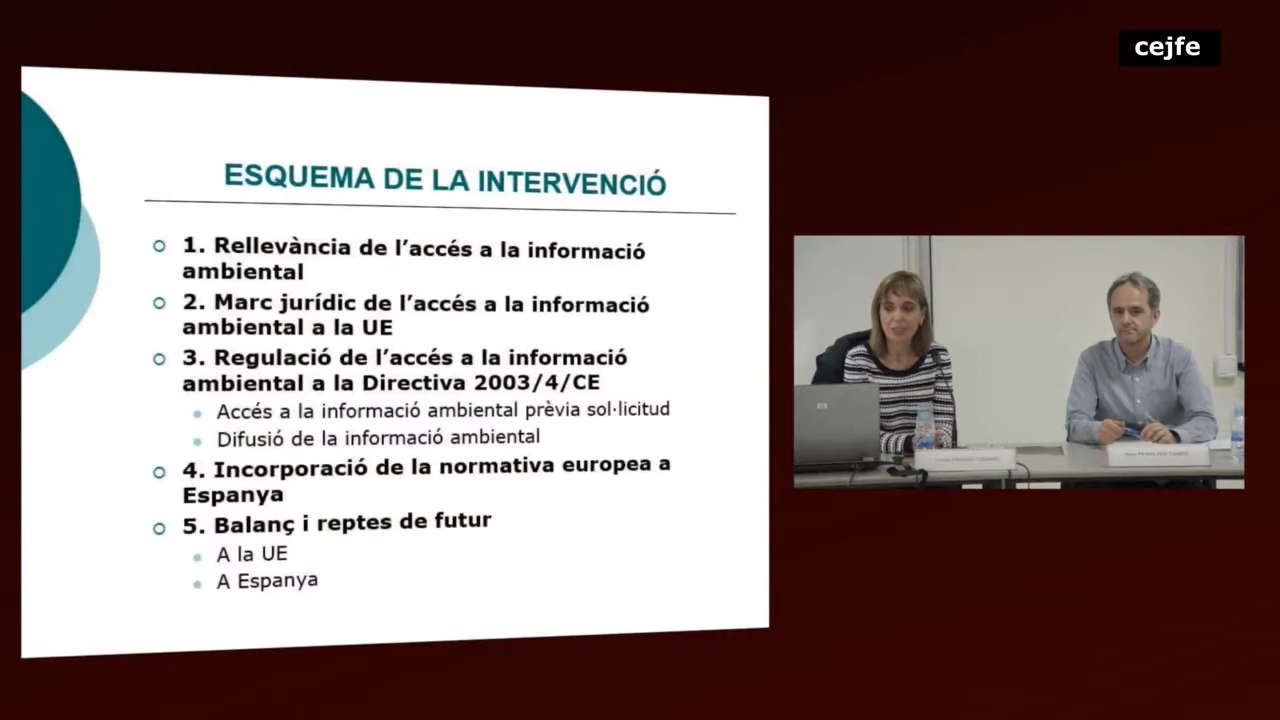 cejfe
ESQUEMA DE LA INTERVENCIÓ
1. Rellevància de l'accés a la informació
ambiental
2. Marc jurídic de l'accés a la informació
ambiental a la UE
3. Regulació de l'accés a la informació
ambiental a la Directiva 2003/4/CE
Accés a la informació ambiental prèvia sol·licitud
Difusió de la informació ambiental
4. Incorporació de la normativa europea a
Espanya
5. Balanç i reptes de futur
A la UE
A Espanya
hp